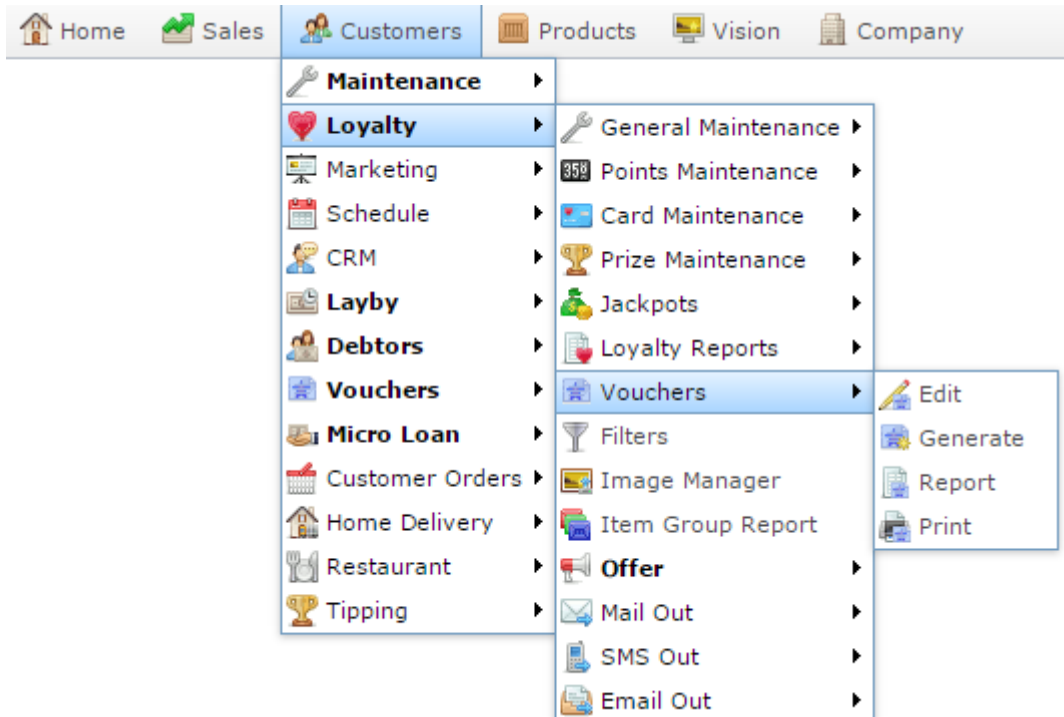 Home Sales Customers Products Vision Company
Maintenance
Loyalty
Marketing
Schedule
CRM
Layby
Debtors
Vouchers
Micro Loan
Customer Orders
Home Delivery
Restaurant
Tipping
General Maintenance
Points Maintenance
Card Maintenance
Prize Maintenance
Jackpots
Loyalty Reports
Vouchers
Filters
Image Manager
Item Group Report
Offer
Mail Out
SMS Out
Email Out
Edit
Generate
Report
Print